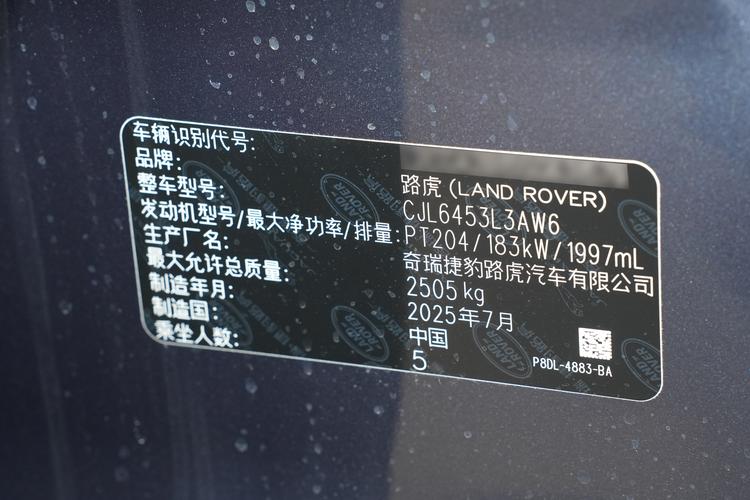 车辆识别代号:
品牌: 路虎 (LAND ROVER)
整车型号: CJL6453L3AW6
发动机型号/最大净功率/排量: PT204/183kW/1997mL
生产厂名: 奇瑞捷豹路虎汽车有限公司
最大允许总质量: 2505 kg
制造年月: 2025年7月
制造国: 中国
乘坐人数: 5
P8DL-4883-BA